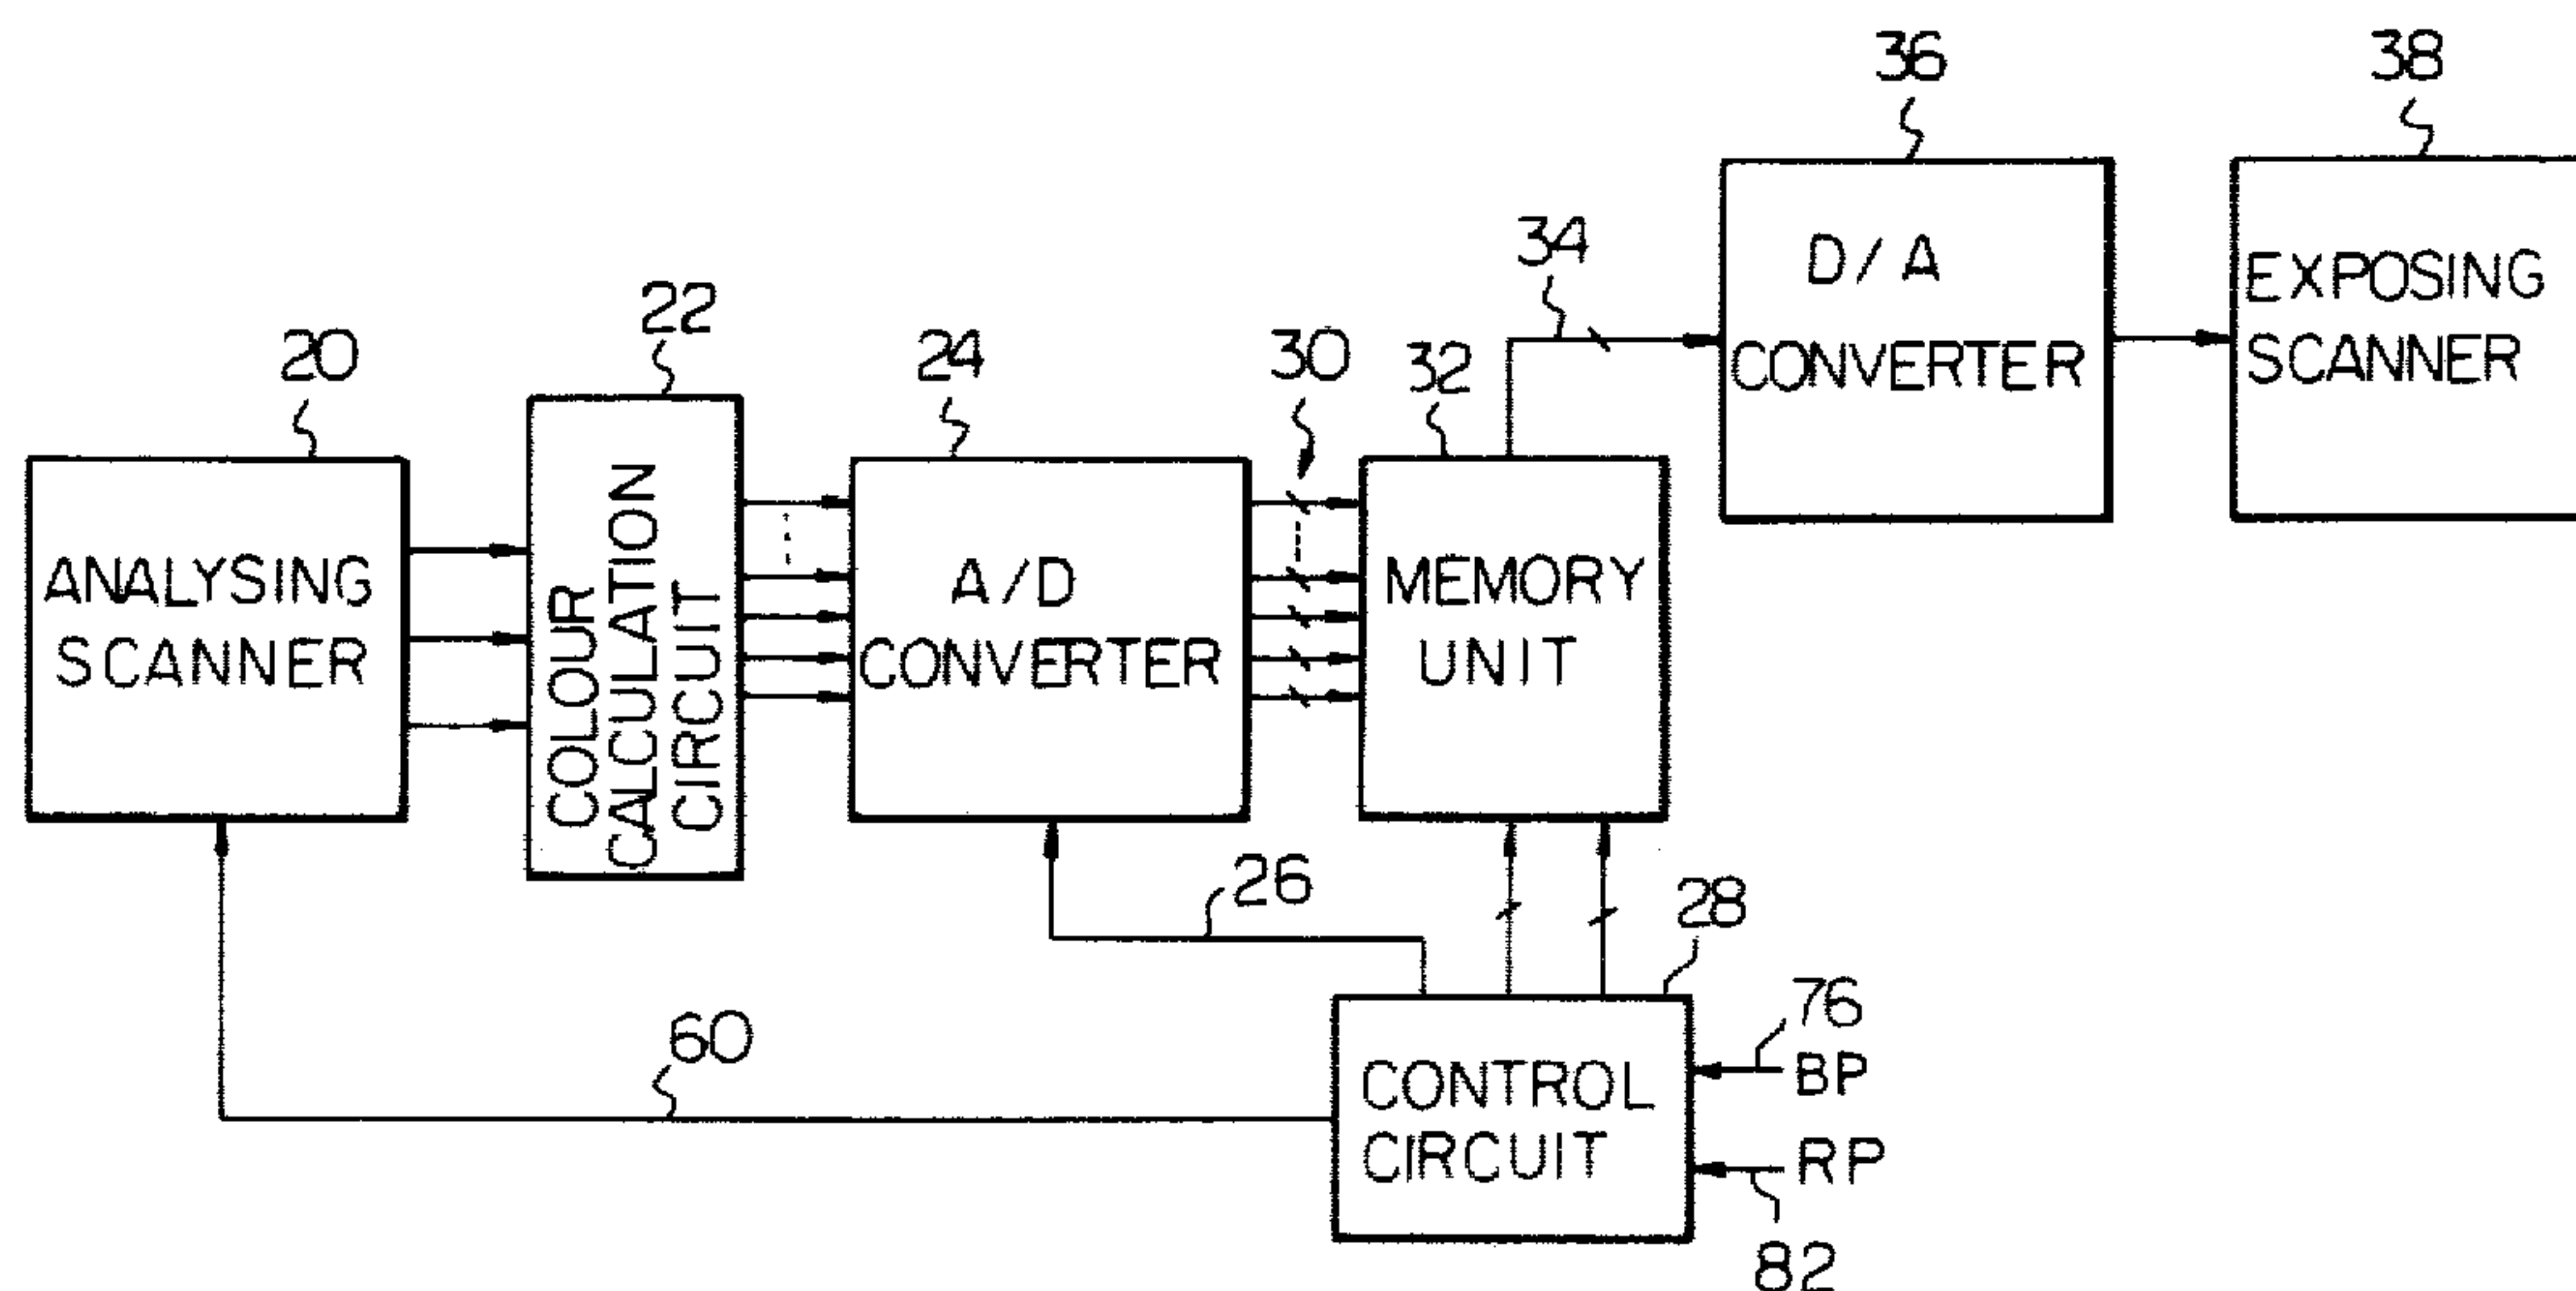 36
38
34
22
20
24
30
32
D/A
CONVERTER
EXPOSING
SCANNER
ANALYSING
SCANNER
COLOUR
CALCULATION
CIRCUIT
A/D
CONVERTER
MEMORY
UNIT
26
28
60
76
BP
CONTROL
CIRCUIT
RP
82